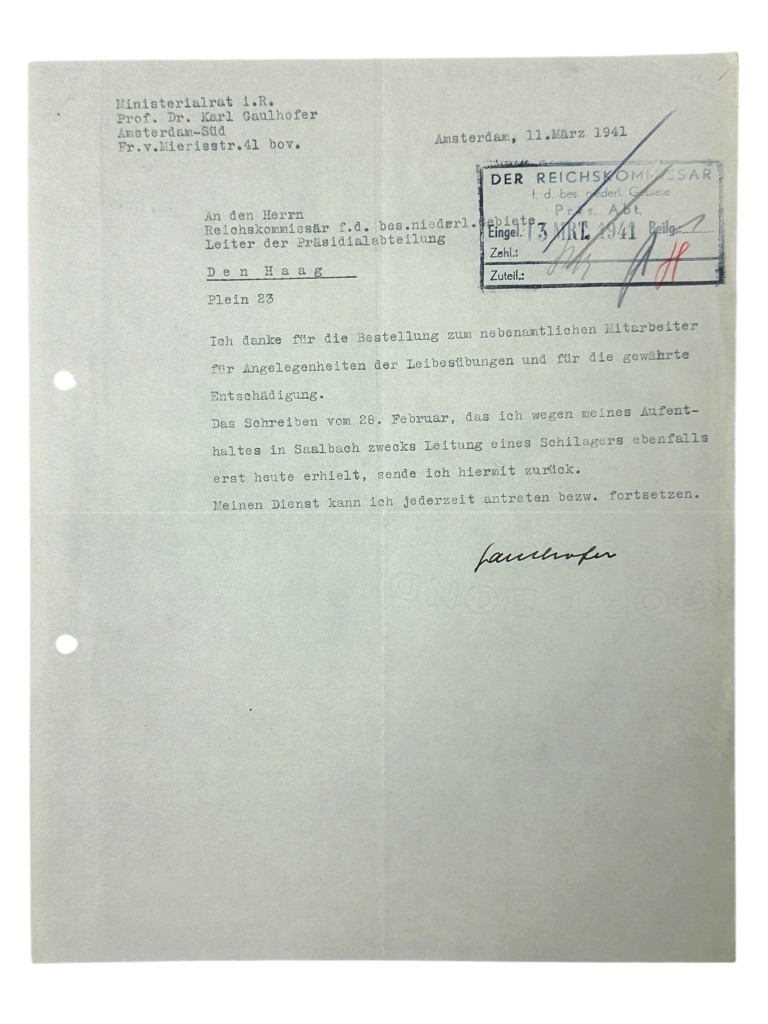 Ministerialrat i.R.
Prof. Dr. Karl Gaulhofer
Amsterdam-Süd
Fr.v.Mierisstr.41 bov.
Amsterdam, 11.März 1941
DER REICHSKOMMISSAR
f. d. bes. niederl. Gebiete
Präs. Abt.
Eingel. 13 MRT. 1941 Beilg.
Zahl.:
Zuteil.:
An den Herrn
Reichskommissär f.d. bes.niederl.Gebiete
Leiter der Präsidialabteilung
Den Haag
Plein 23
Ich danke für die Bestellung zum nebenamtlichen Mitarbeiter
für Angelegenheiten der Leibesübungen und für die gewährte
Entschädigung.
Das Schreiben vom 28. Februar, das ich wegen meines Aufent-
haltes in Saalbach zwecks Leitung eines Schilagers ebenfalls
erst heute erhielt, sende ich hiermit zurück.
Meinen Dienst kann ich jederzeit antreten bezw. fortsetzen.
Gaulhofer